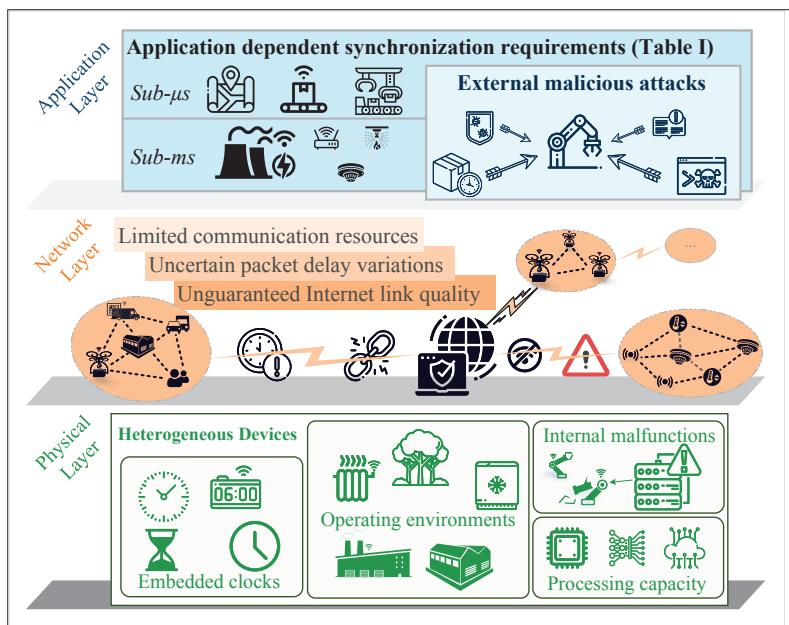 Application
Layer
Application dependent synchronization requirements (Table I)
Sub-μs
Sub-ms
External malicious attacks
Network
Layer
Limited communication resources
Uncertain packet delay variations
Unguaranteed Internet link quality
...
Physical
Layer
Heterogeneous Devices
06:00
Embedded clocks
Operating environments
Internal malfunctions
Processing capacity